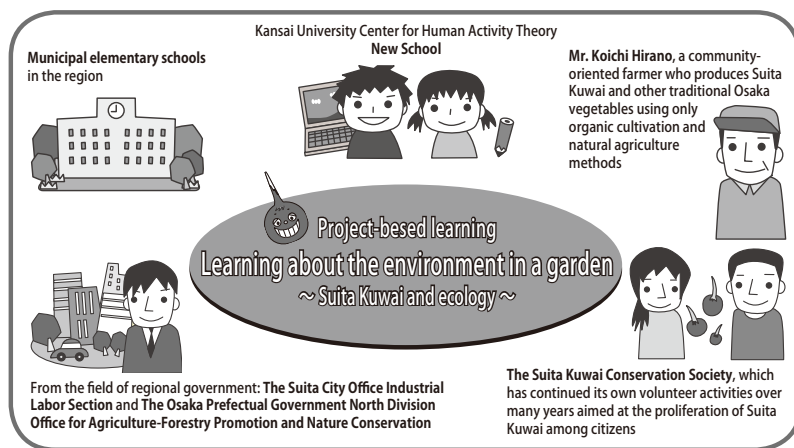 Kansai University Center for Human Activity Theory
New School
Municipal elementary schools
in the region
Mr. Koichi Hirano, a community-
oriented farmer who produces Suita
Kuwai and other traditional Osaka
vegetables using only
organic cultivation and
natural agriculture
methods
Project-besed learning
Learning about the environment in a garden
~ Suita Kuwai and ecology ~
From the field of regional government: The Suita City Office Industrial
Labor Section and The Osaka Prefectual Government North Division
Office for Agriculture-Forestry Promotion and Nature Conservation
The Suita Kuwai Conservation Society, which
has continued its own volunteer activities over
many years aimed at the proliferation of Suita
Kuwai among citizens